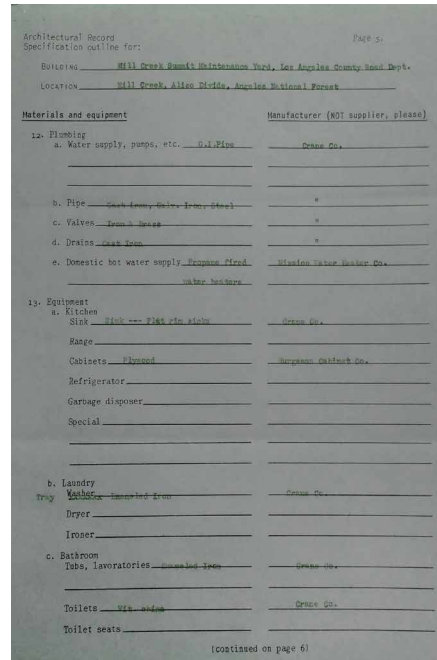 Architectural Record Page 5.
Specification outline for:
BUILDING Mill Creek Summit Maintenance Yard, Los Angeles County Road Dept.
LOCATION Mill Creek, Alico Divide, Angeles National Forest
Materials and equipment Manufacturer (NOT supplier, please)
12. Plumbing
a. Water supply, pumps, etc. C.I.Pipe Crane Co.
b. Pipe Cast Iron, Galv. Iron, Steel "
c. Valves Iron & Brass "
d. Drains Cast Iron "
e. Domestic hot water supply Propane fired Mission Water Heater Co.
water heaters
13. Equipment
a. Kitchen
Sink Sink --- Flat rim sinks Crane Co.
Range
Cabinets Plywood Cabinet Co.
Refrigerator
Garbage disposer
Special
b. Laundry
Tray Washer Enameled Iron Crane Co.
Dryer
Ironer
c. Bathroom
Tubs, lavoratories Enameled Iron Crane Co.
Toilets Vit. china Crane Co.
Toilet seats
(continued on page 6)